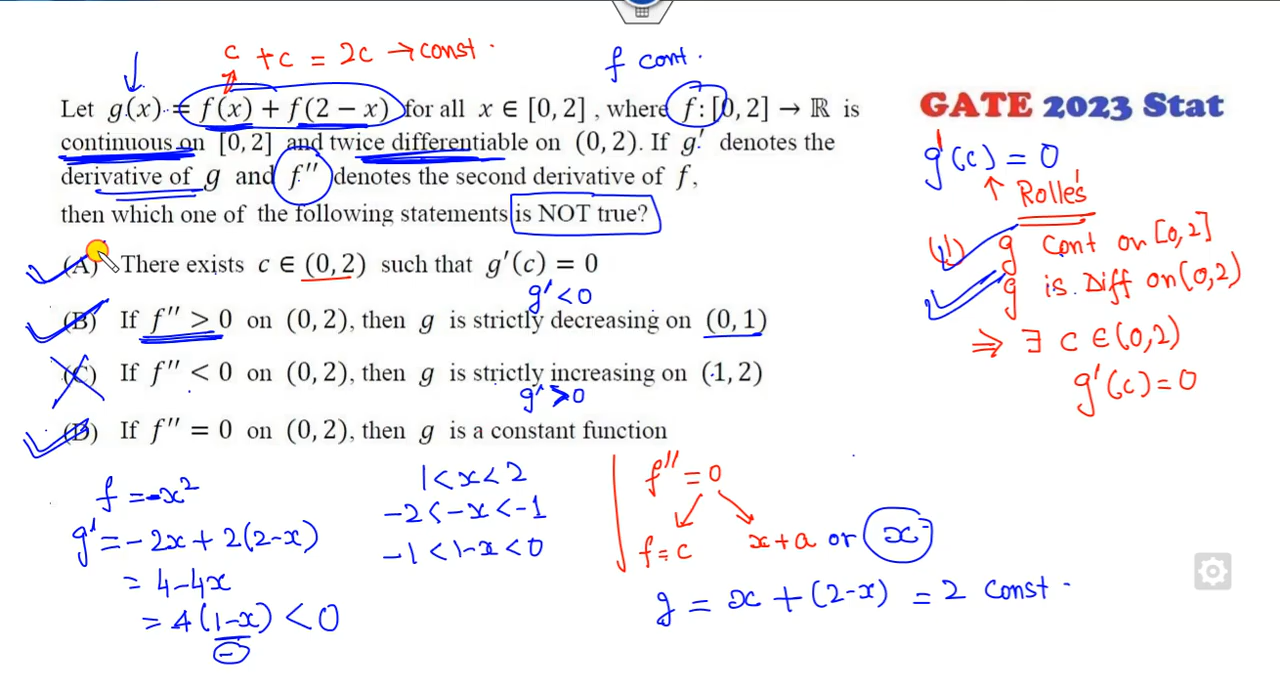 c + c = 2c → const.
f cont.
Let g(x) = f(x) + f(2 − x) for all x ∈ [0, 2] , where f: [0, 2] → ℝ is
continuous on [0, 2] and twice differentiable on (0, 2). If g′ denotes the
derivative of g and f″ denotes the second derivative of f,
then which one of the following statements is NOT true?
(A) There exists c ∈ (0, 2) such that g′(c) = 0
g' < 0
(B) If f″ > 0 on (0, 2), then g is strictly decreasing on (0, 1)
(C) If f″ < 0 on (0, 2), then g is strictly increasing on (1, 2)
g' > 0
(D) If f″ = 0 on (0, 2), then g is a constant function
GATE 2023 Stat
g'(c) = 0
↑ Rolle's
(1) g cont on [0,2]
g is Diff on (0,2)
⇒ ∃ c ∈ (0,2)
g'(c) = 0
f = -x²
g' = -2x + 2(2-x)
= 4-4x
= 4(1-x) < 0
(-)
1 < x < 2
-2 < -x < -1
-1 < 1-x < 0
f'' = 0
f = c x + a or x
g = x + (2-x) = 2 const.